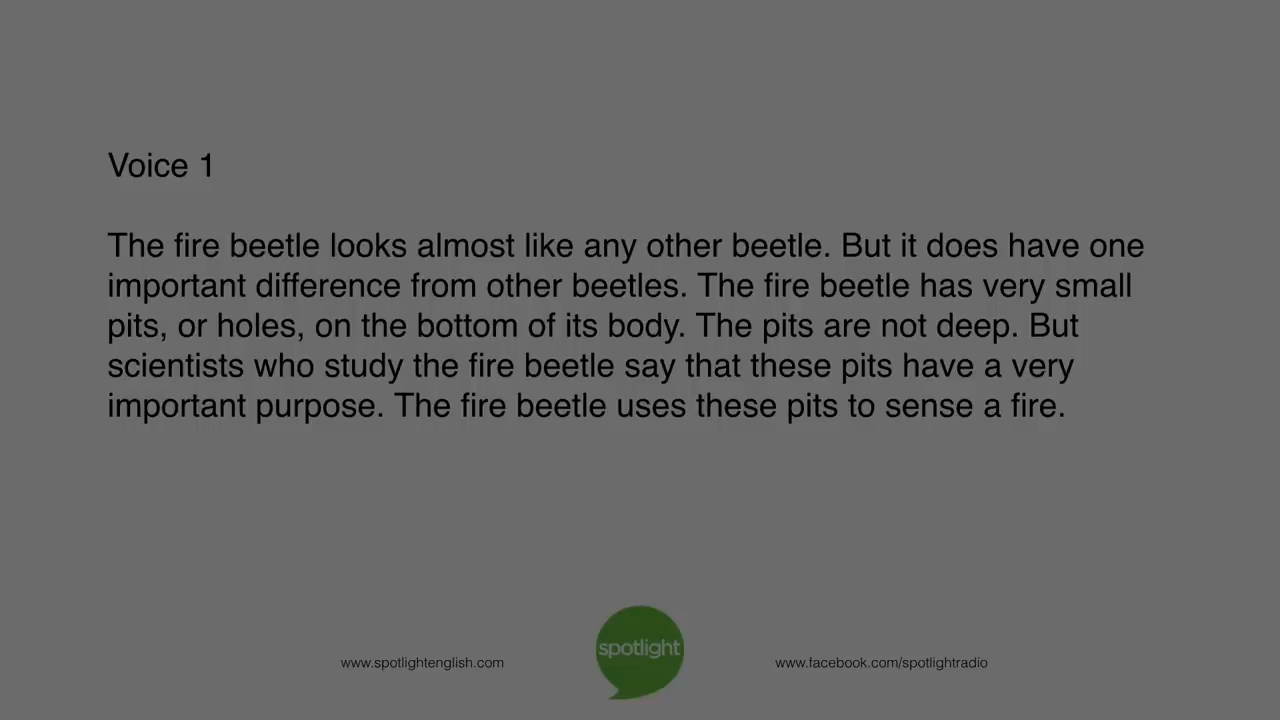 Voice 1
The fire beetle looks almost like any other beetle. But it does have one
important difference from other beetles. The fire beetle has very small
pits, or holes, on the bottom of its body. The pits are not deep. But
scientists who study the fire beetle say that these pits have a very
important purpose. The fire beetle uses these pits to sense a fire.
www.spotlightenglish.com
spotlight
www.facebook.com/spotlightradio